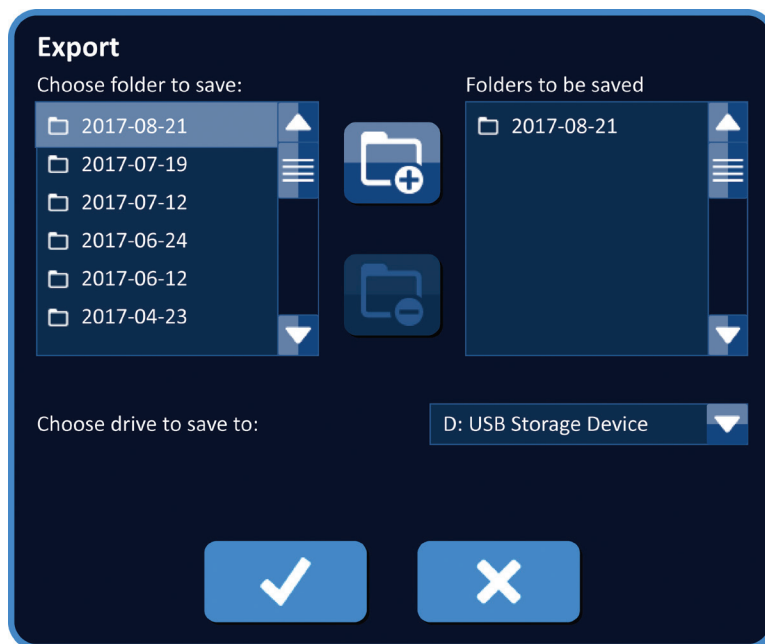 Export
Choose folder to save:
2017-08-21
2017-07-19
2017-07-12
2017-06-24
2017-06-12
2017-04-23
Folders to be saved
2017-08-21
Choose drive to save to:
D: USB Storage Device